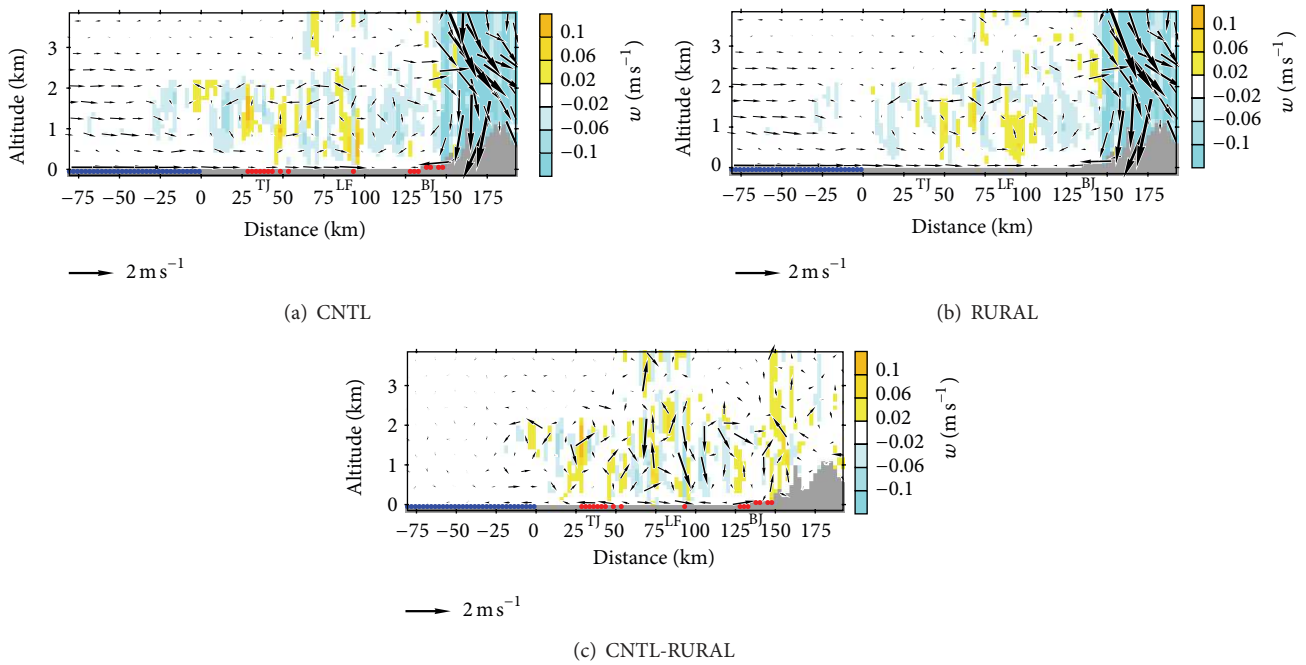 3
2
1
0
Altitude (km)
TJ LF BJ
−75 −50 −25 0 25 50 75 100 125 150 175
Distance (km)
0.1
0.06
0.02
−0.02
−0.06
−0.1
w (m s−1)
2 m s−1
(a) CNTL
3
2
1
0
Altitude (km)
TJ LF BJ
−75 −50 −25 0 25 50 75 100 125 150 175
Distance (km)
0.1
0.06
0.02
−0.02
−0.06
−0.1
w (m s−1)
2 m s−1
(b) RURAL
3
2
1
0
Altitude (km)
TJ LF BJ
−75 −50 −25 0 25 50 75 100 125 150 175
Distance (km)
0.1
0.06
0.02
−0.02
−0.06
−0.1
w (m s−1)
2 m s−1
(c) CNTL-RURAL